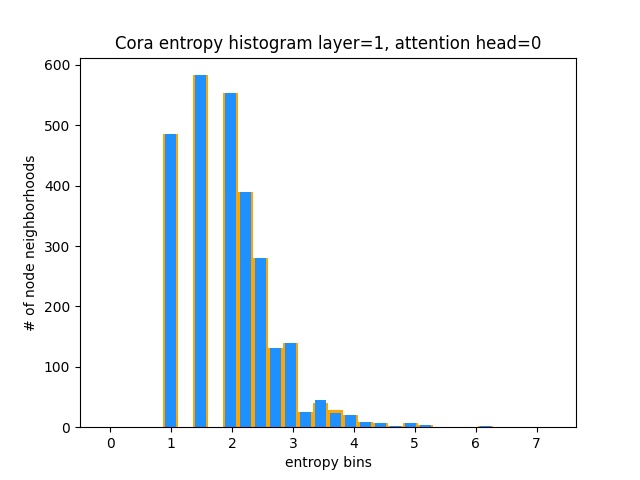 Cora entropy histogram layer=1, attention head=0
600
500
400
300
200
100
0
# of node neighborhoods
0 1 2 3 4 5 6 7
entropy bins